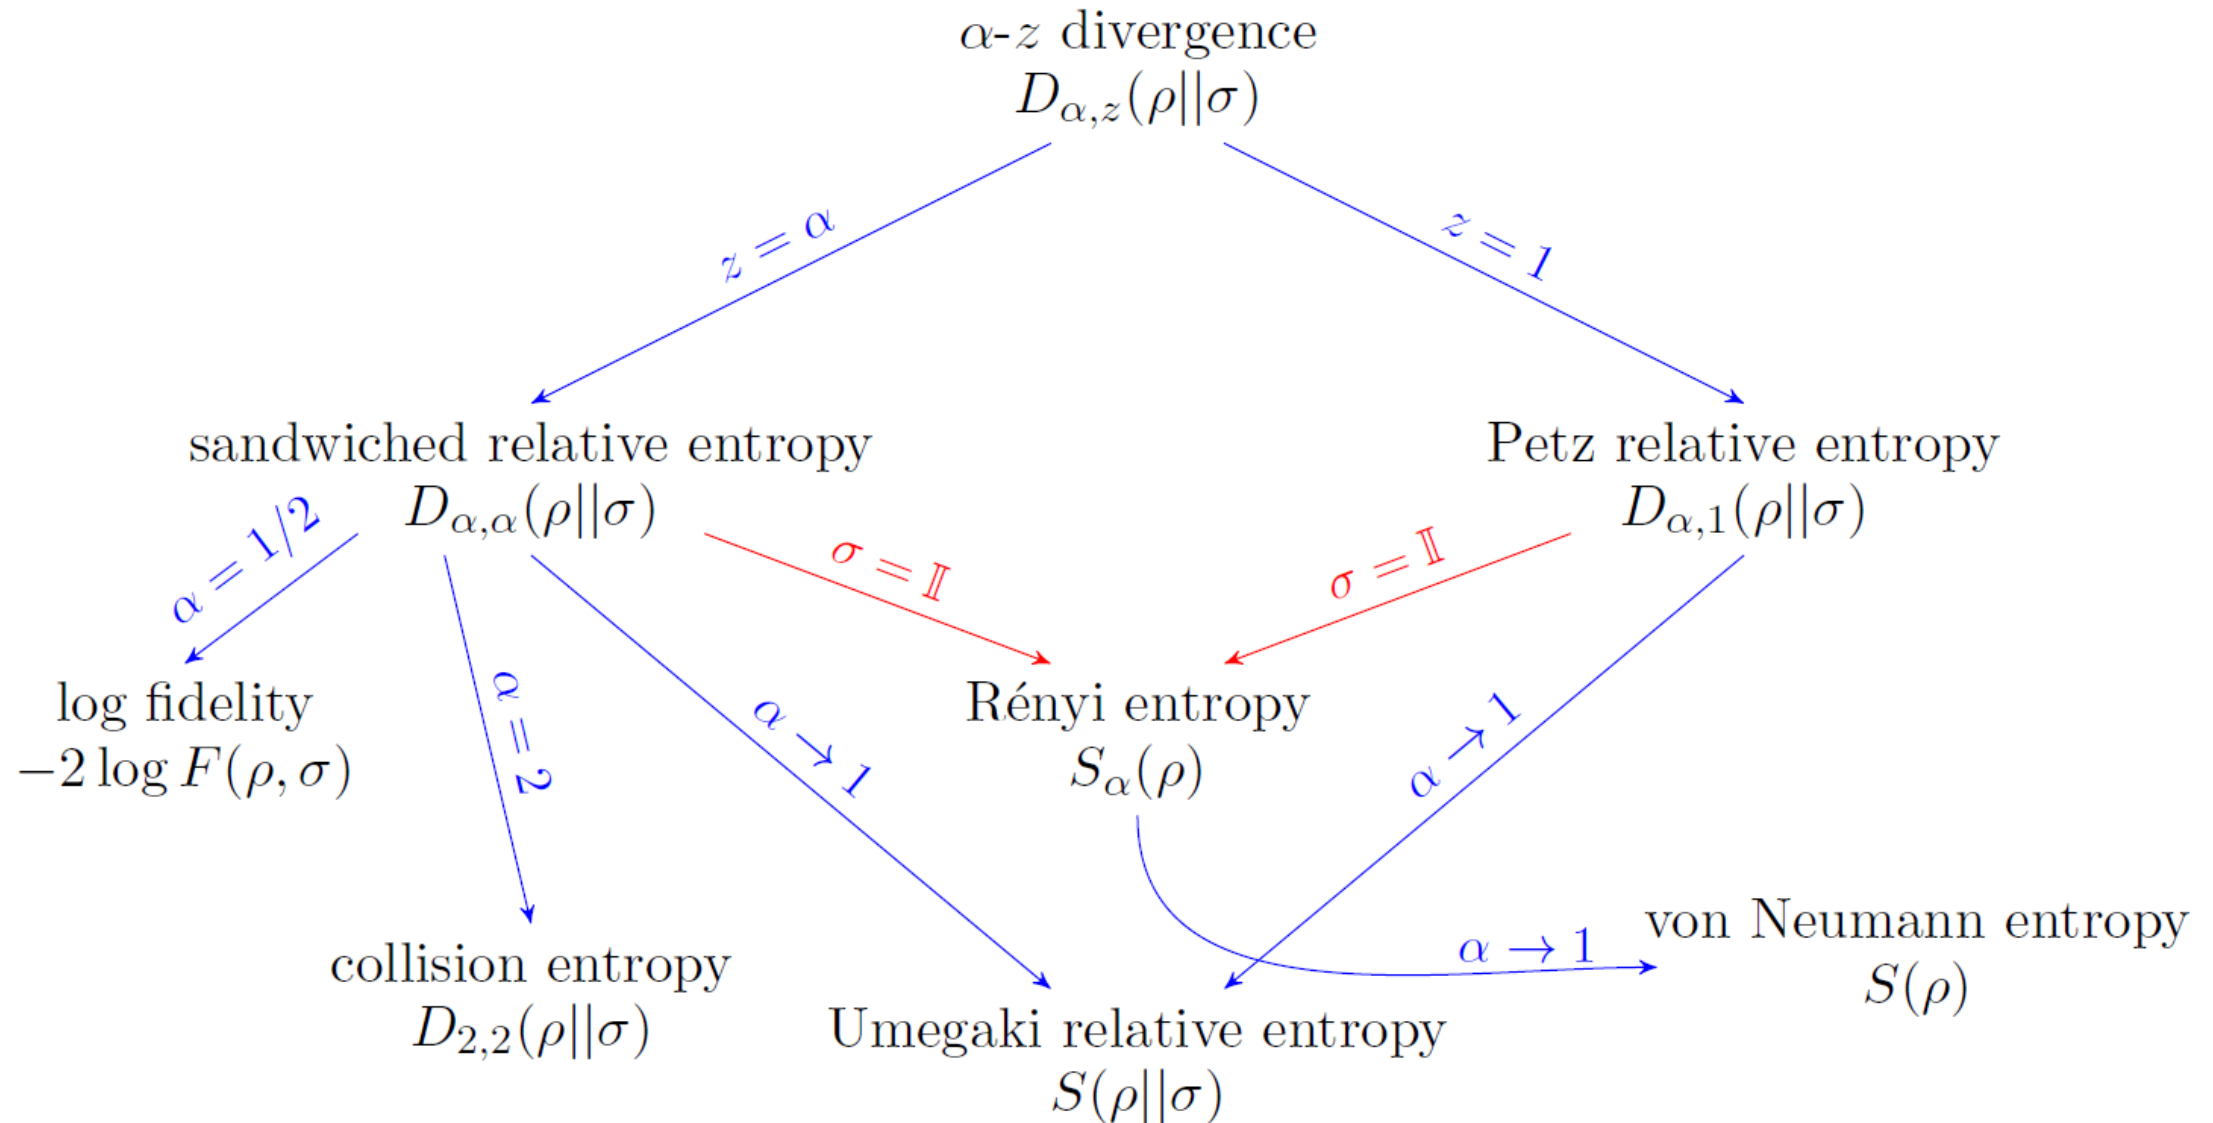 α-z divergence
D_{α,z}(ρ||σ)
z = α
z = 1
sandwiched relative entropy
D_{α,α}(ρ||σ)
Petz relative entropy
D_{α,1}(ρ||σ)
α = 1/2
σ = 𝕀
σ = 𝕀
log fidelity
−2 log F(ρ, σ)
α = 2
α → 1
Rényi entropy
S_α(ρ)
α → 1
collision entropy
D_{2,2}(ρ||σ)
α → 1
von Neumann entropy
S(ρ)
Umegaki relative entropy
S(ρ||σ)